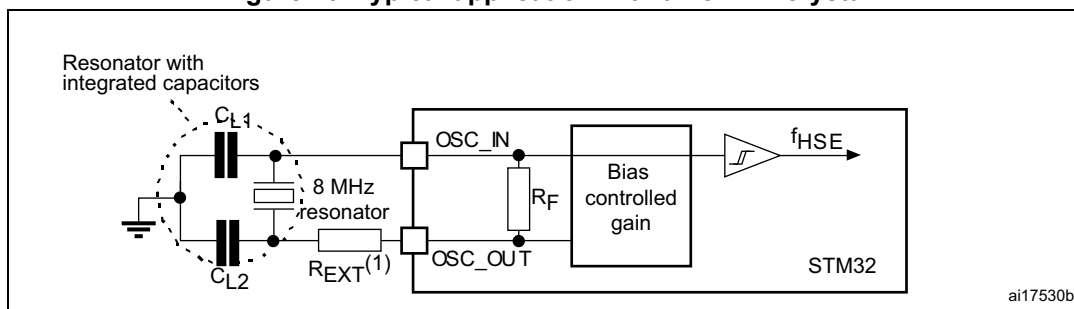 Resonator with
integrated capacitors
CL1
OSC_IN
fHSE
8 MHz
resonator
RF
Bias
controlled
gain
REXT(1)
OSC_OUT
CL2
STM32
ai17530b